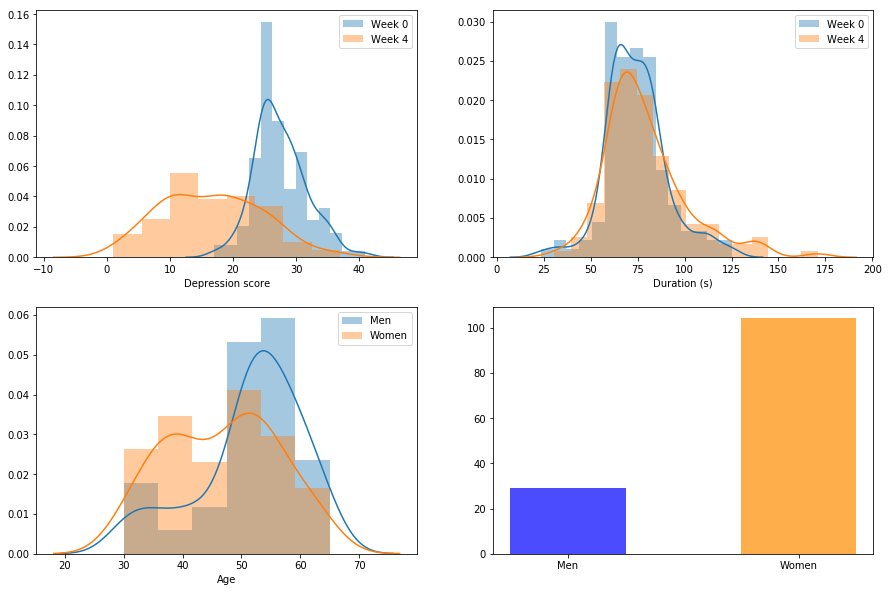 0.16
0.14
0.12
0.10
0.08
0.06
0.04
0.02
0.00
−10 0 10 20 30 40
Depression score
Week 0
Week 4
0.030
0.025
0.020
0.015
0.010
0.005
0.000
0 25 50 75 100 125 150 175 200
Duration (s)
Week 0
Week 4
0.06
0.05
0.04
0.03
0.02
0.01
0.00
20 30 40 50 60 70
Age
Men
Women
100
80
60
40
20
0
Men Women